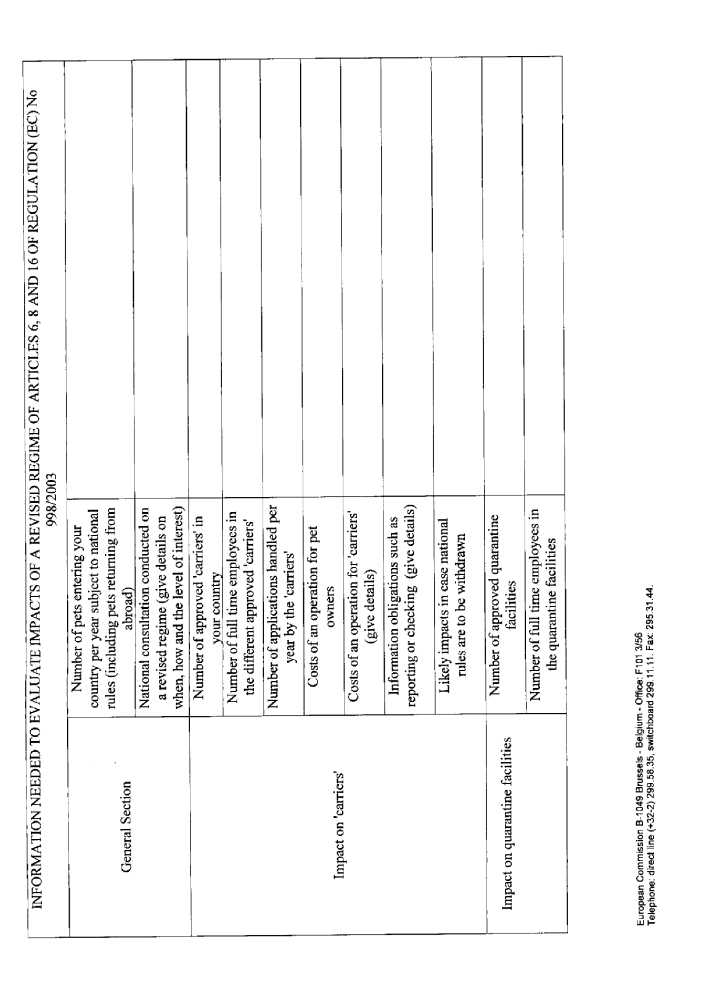 INFORMATION NEEDED TO EVALUATE IMPACTS OF A REVISED REGIME OF ARTICLES 6, 8 AND 16 OF REGULATION (EC) No
998/2003
General Section
Number of pets entering your
country per year subject to national
rules (including pets returning from
abroad)
National consultation conducted on
a revised regime (give details on
when, how and the level of interest)
Impact on 'carriers'
Number of approved 'carriers' in
your country
Number of full time employees in
the different approved 'carriers'
Number of applications handled per
year by the 'carriers'
Costs of an operation for pet
owners
Costs of an operation for 'carriers'
(give details)
Information obligations such as
reporting or checking (give details)
Likely impacts in case national
rules are to be withdrawn
Impact on quarantine facilities
Number of approved quarantine
facilities
Number of full time employees in
the quarantine facilities
European Commission B-1049 Brussels - Belgium - Office: F101 3/56
Telephone: direct line (+32-2) 299.58.35, switchboard 299.11.11. Fax: 295.31.44.